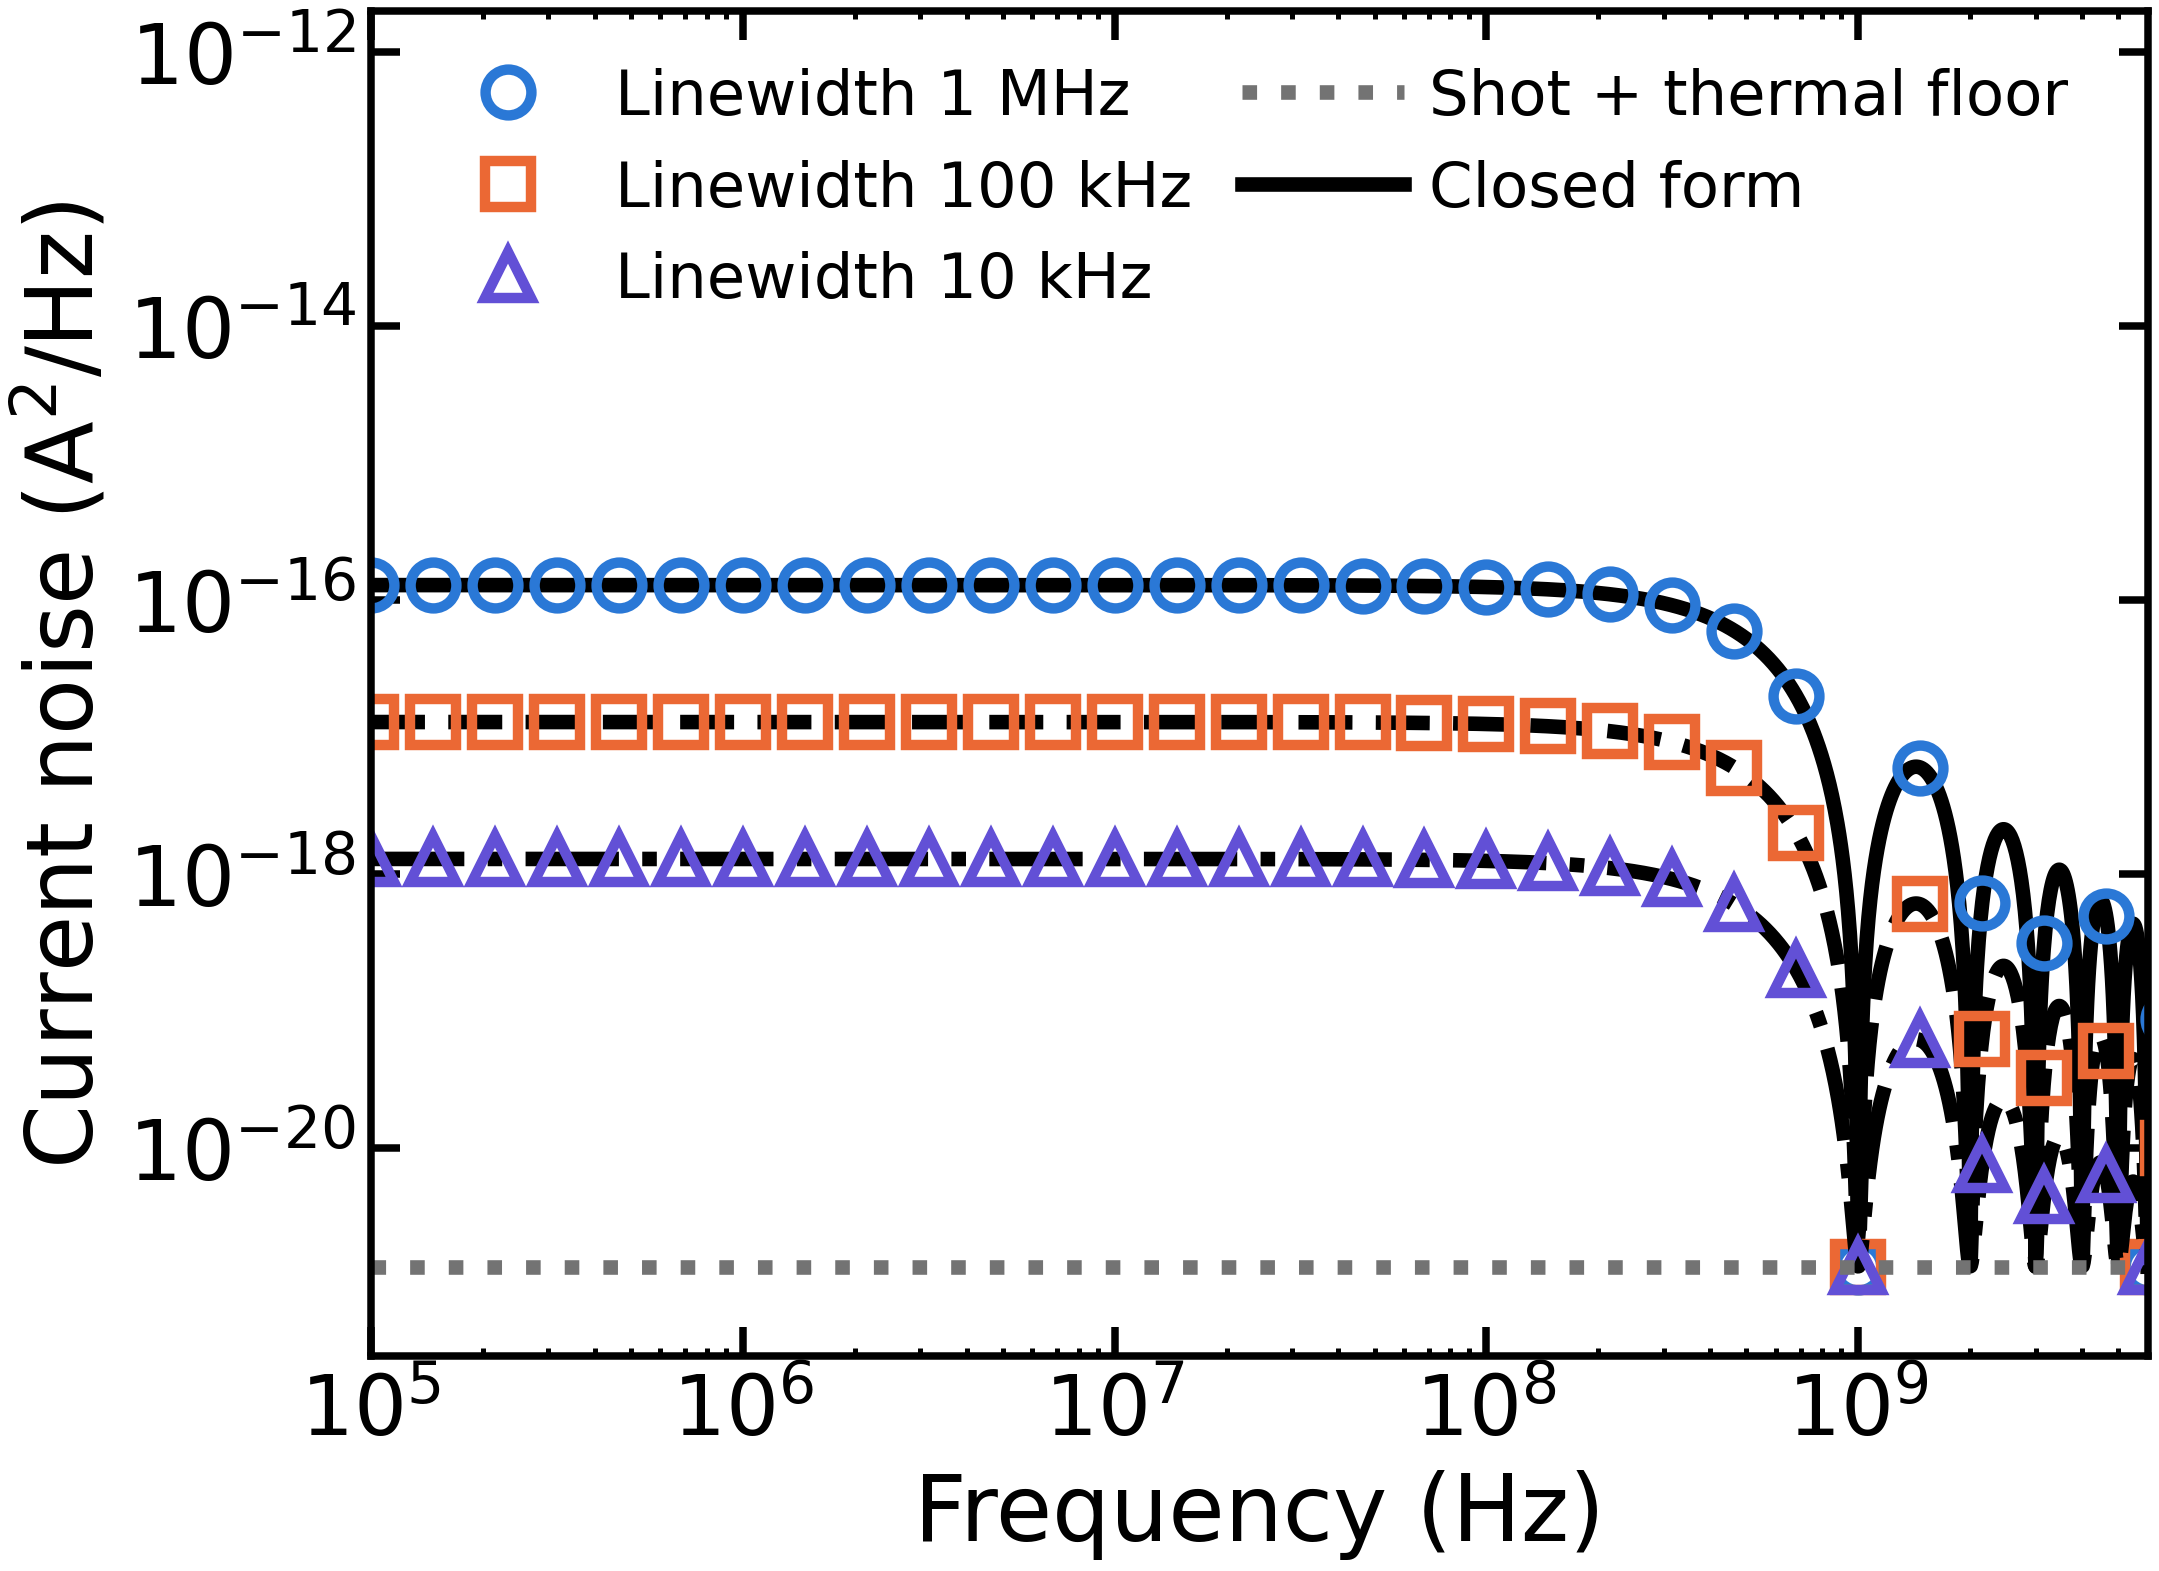 Current noise (A²/Hz)
10⁻¹²
10⁻¹⁴
10⁻¹⁶
10⁻¹⁸
10⁻²⁰
Linewidth 1 MHz
Linewidth 100 kHz
Linewidth 10 kHz
Shot + thermal floor
Closed form
10⁵ 10⁶ 10⁷ 10⁸ 10⁹
Frequency (Hz)